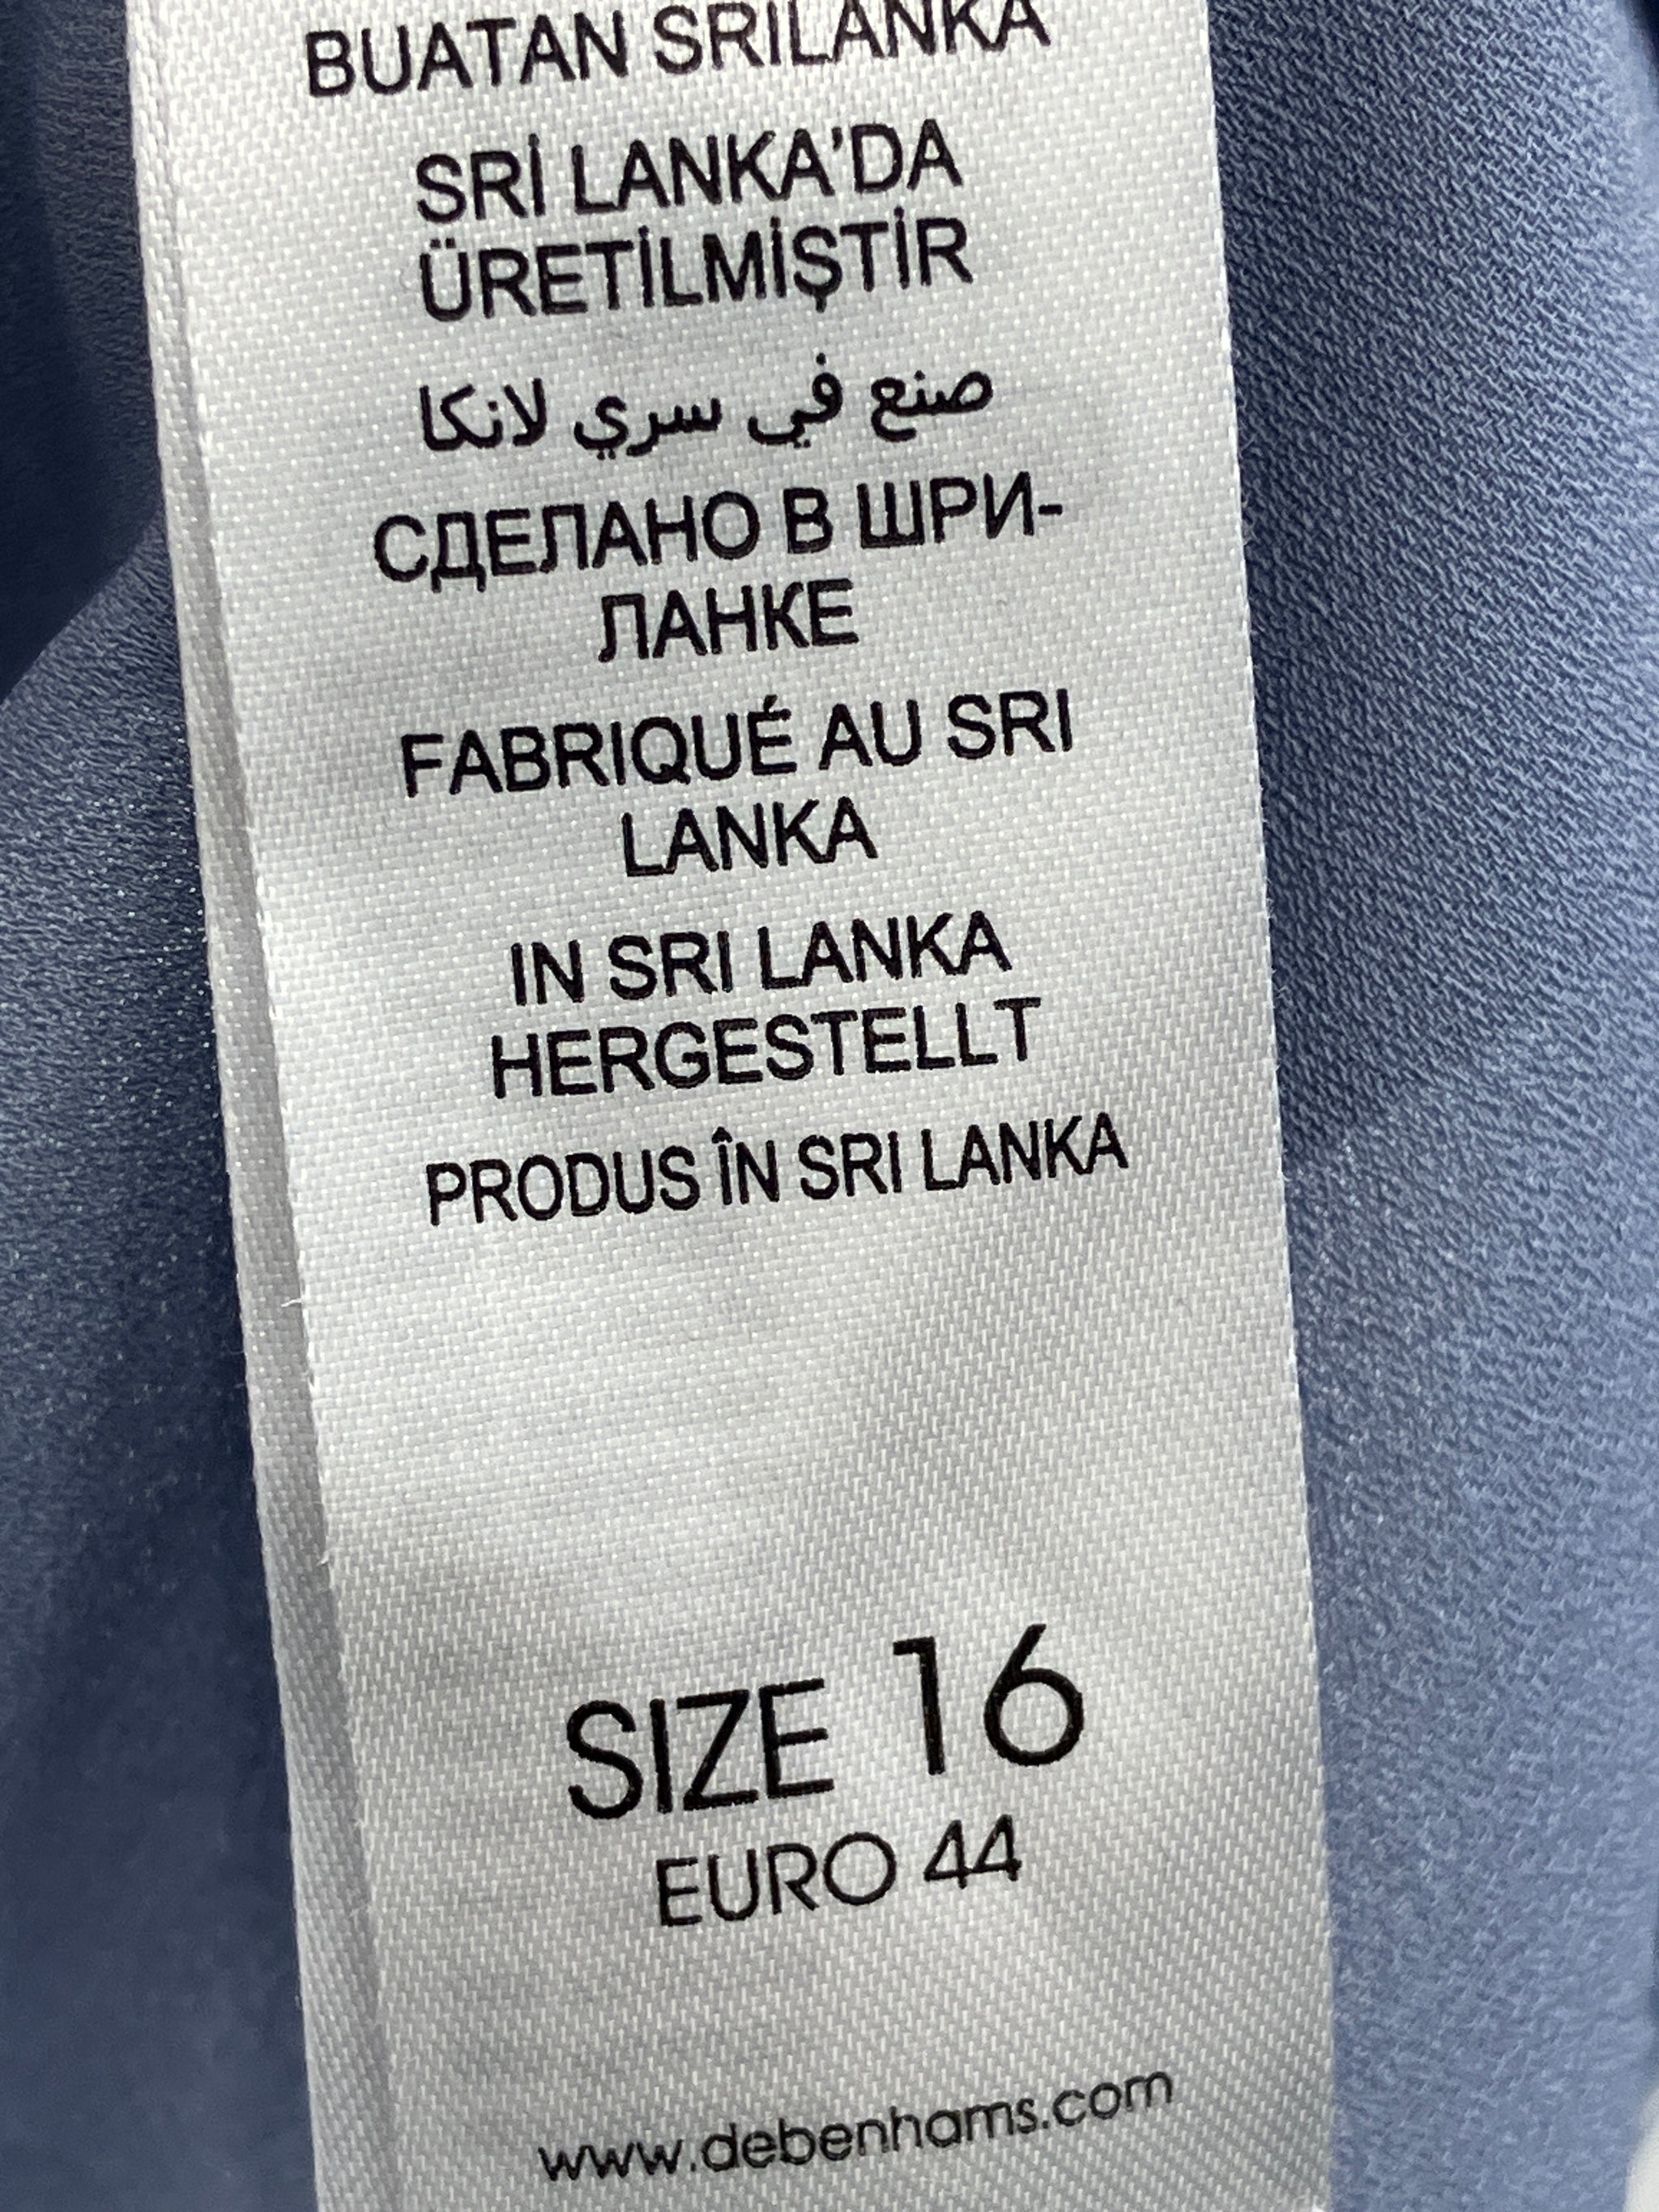 BUATAN SRILANKA
SRİ LANKA'DA
ÜRETİLMİŞTİR
صنع في سري لانكا
СДЕЛАНО В ШРИ-
ЛАНКЕ
FABRIQUÉ AU SRI
LANKA
IN SRI LANKA
HERGESTELLT
PRODUS ÎN SRI LANKA
SIZE 16
EURO 44
www.debenhams.com